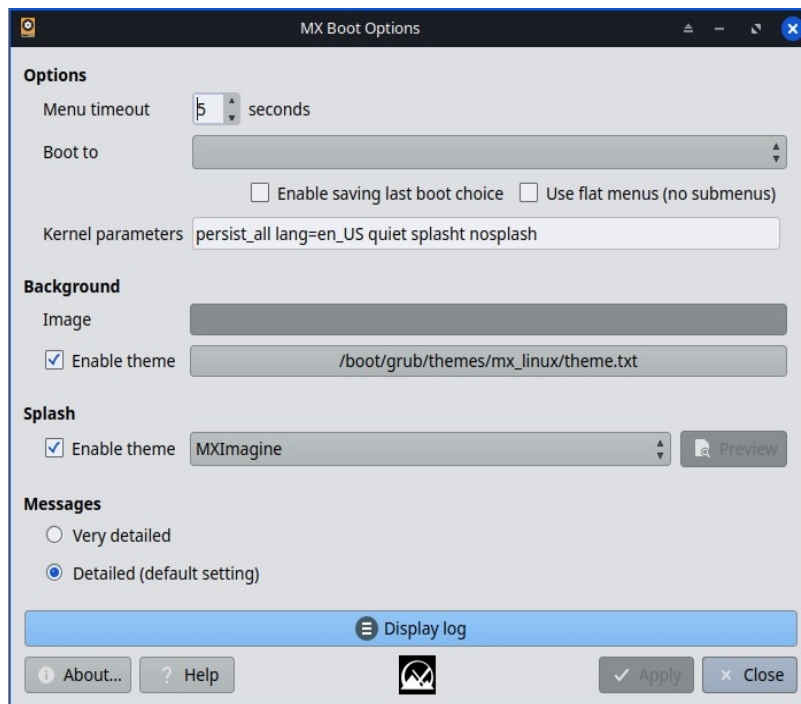 MX Boot Options
Options
Menu timeout 5 seconds
Boot to
Enable saving last boot choice Use flat menus (no submenus)
Kernel parameters persist_all lang=en_US quiet splasht nosplash
Background
Image
Enable theme /boot/grub/themes/mx_linux/theme.txt
Splash
Enable theme MXImagine Preview
Messages
Very detailed
Detailed (default setting)
Display log
About... ? Help Apply Close